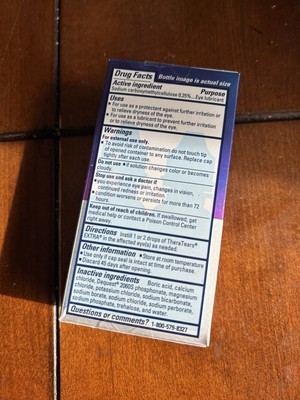 Drug Facts Bottle image is actual size
Active ingredient Purpose
Sodium carboxymethylcellulose 0.25%...Eye lubricant
Uses
• For use as a protectant against further irritation or
to relieve dryness of the eye.
• For use as a lubricant to prevent further irritation
or to relieve dryness of the eye.
Warnings
For external use only.
• To avoid risk of contamination do not touch tip
of opened container to any surface. Replace cap
tightly after each use.
Do not use • if solution changes color or becomes
cloudy.
Stop use and ask a doctor if
• you experience eye pain, changes in vision,
• condition worsens or persists for more than 72
hours.
Keep out of reach of children. If swallowed, get
medical help or contact a Poison Control Center
right away.
Directions Instill 1 or 2 drops of TheraTears®
EXTRA® in the affected eye(s) as needed.
Other information • Store at room temperature
• Use only if cap seal is intact at time of purchase.
• Discard 45 days after opening.
Inactive ingredients Boric acid, calcium
chloride, Dequest® 2060S phosphonate, magnesium
chloride, potassium chloride, sodium bicarbonate,
sodium borate, sodium chloride, sodium perborate,
sodium phosphate, trehalose, and water.
Questions or comments? 1-800-579-8327